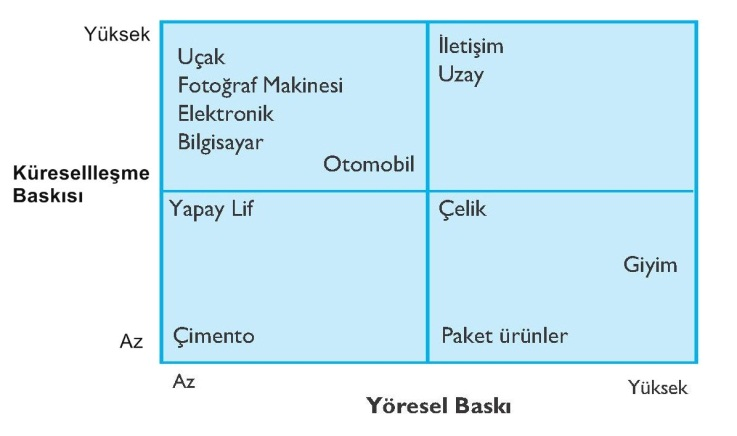 Yüksek
Uçak
Fotoğraf Makinesi
Elektronik
Bilgisayar
Otomobil
İletişim
Uzay
Küresellleşme
Baskısı
Yapay Lif
Çelik
Giyim
Az
Çimento
Paket ürünler
Az
Yüksek
Yöresel Baskı